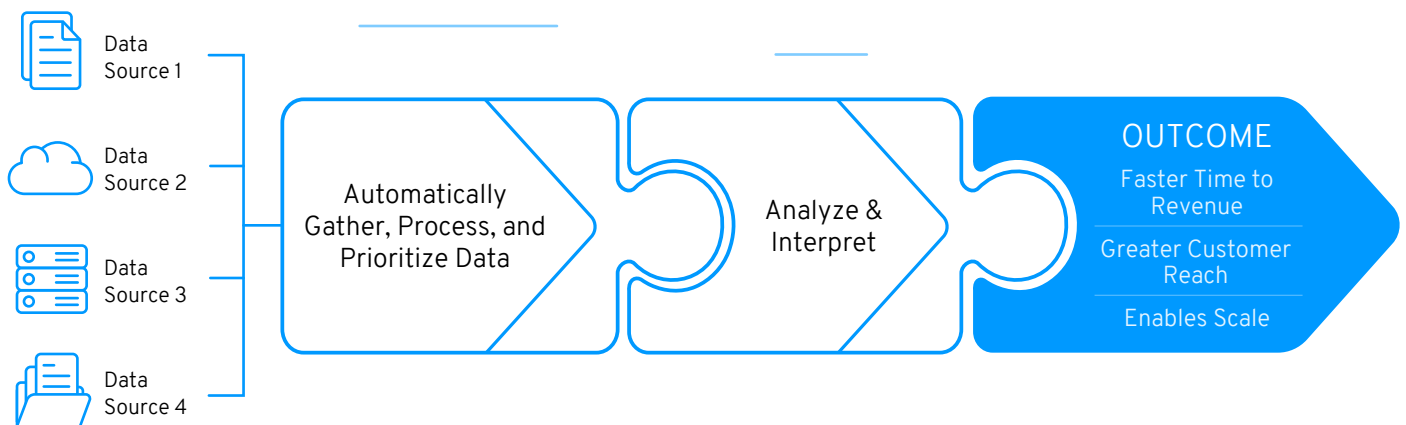 Data
Source 1
Data
Source 2
Data
Source 3
Data
Source 4
Automatically
Gather, Process, and
Prioritize Data
Analyze &
Interpret
OUTCOME
Faster Time to
Revenue
Greater Customer
Reach
Enables Scale